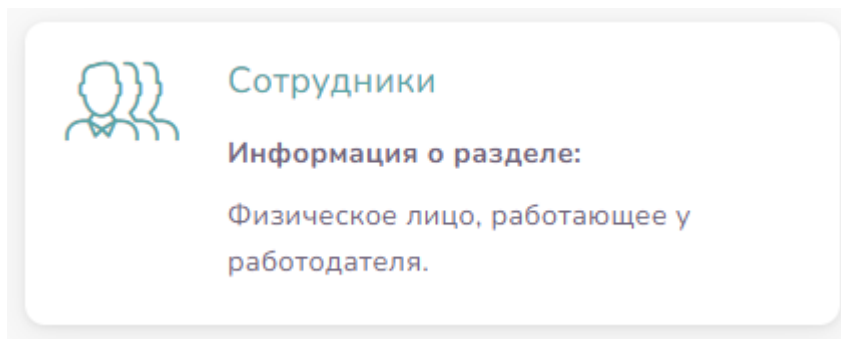 Сотрудники
Информация о разделе:
Физическое лицо, работающее у
работодателя.